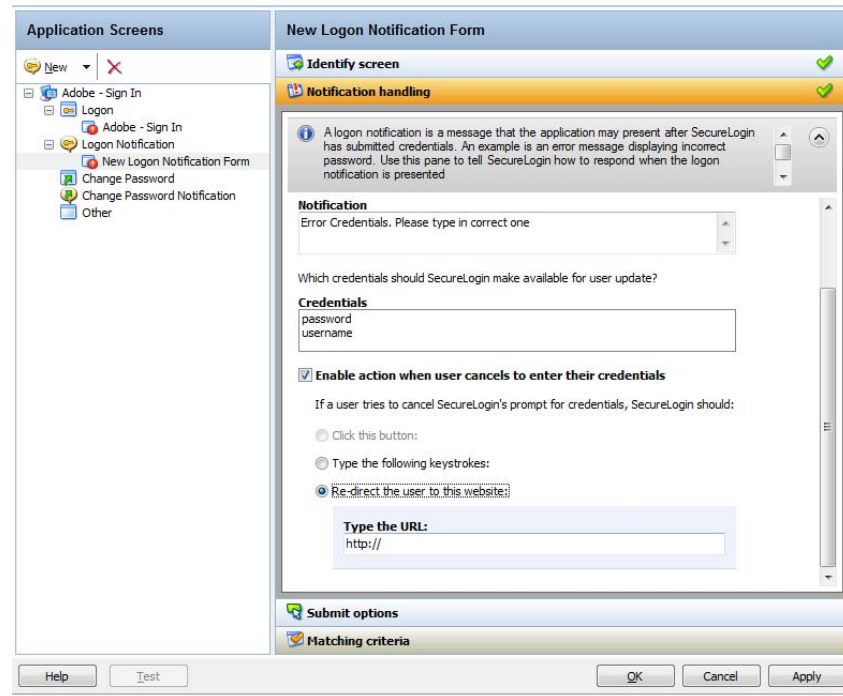 Application Screens
New
Adobe - Sign In
Logon
Adobe - Sign In
Logon Notification
New Logon Notification Form
Change Password
Change Password Notification
Other
New Logon Notification Form
Identify screen
Notification handling
A logon notification is a message that the application may present after SecureLogin
has submitted credentials. An example is an error message displaying incorrect
password. Use this pane to tell SecureLogin how to respond when the logon
notification is presented
Notification
Error Credentials. Please type in correct one
Which credentials should SecureLogin make available for user update?
Credentials
password
username
Enable action when user cancels to enter their credentials
If a user tries to cancel SecureLogin's prompt for credentials, SecureLogin should:
Click this button:
Type the following keystrokes:
Re-direct the user to this website:
Type the URL:
http://
Submit options
Matching criteria
Help
Test
OK
Cancel
Apply